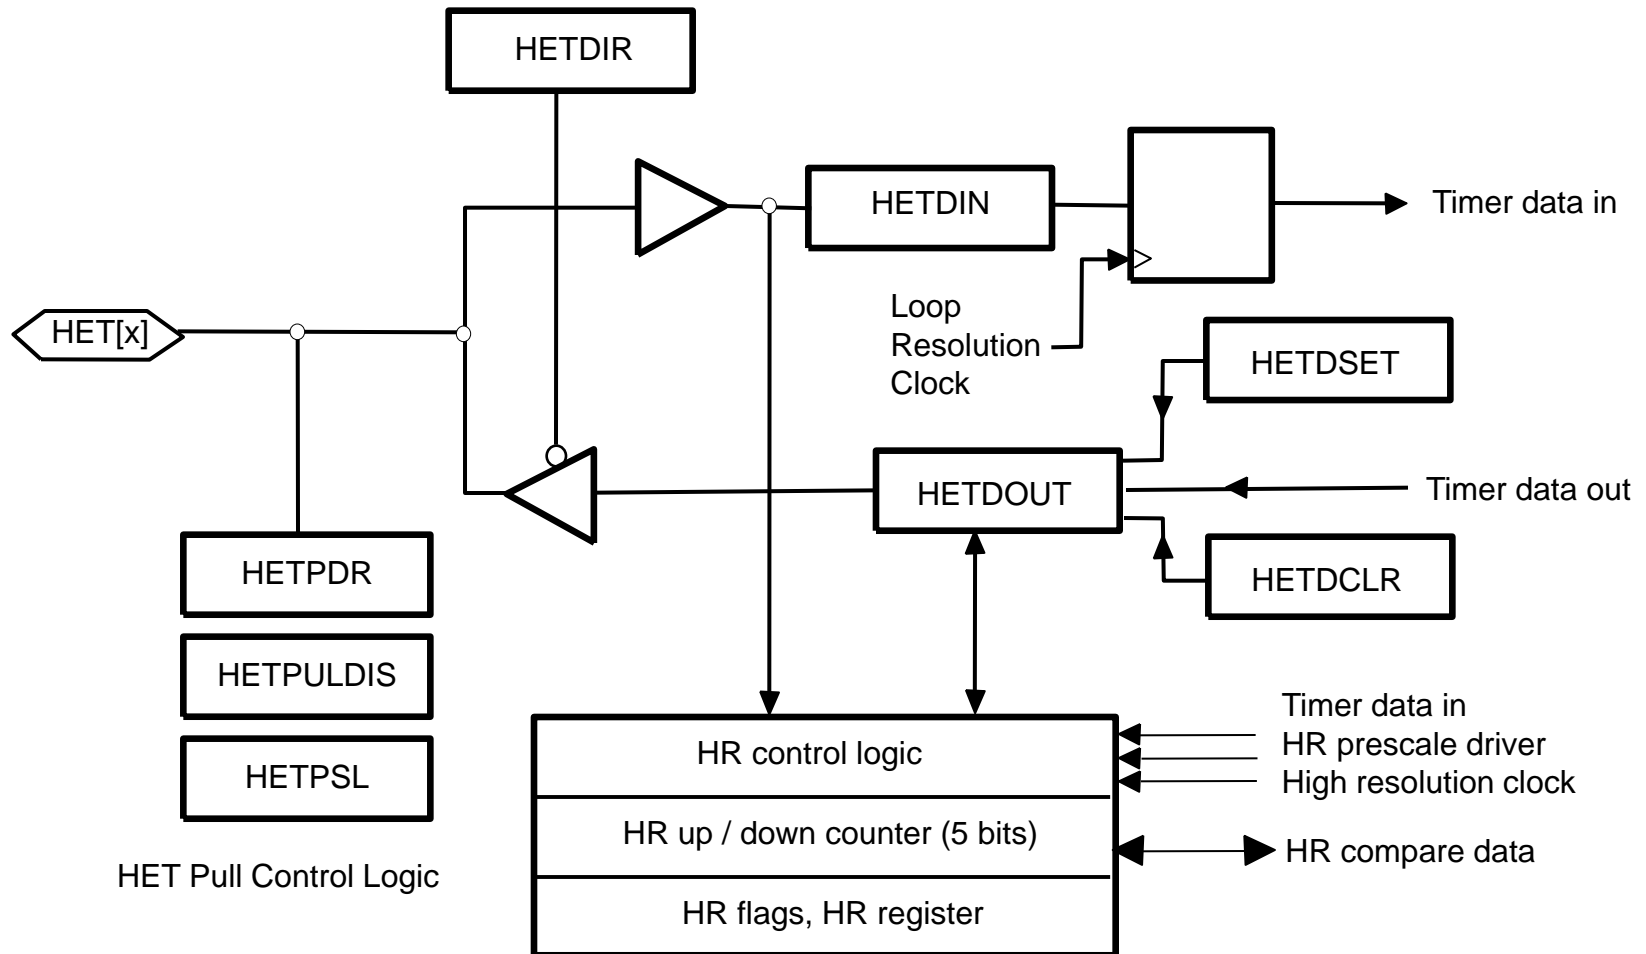 HETDIR
HETDIN
Timer data in
HET[x]
Loop
Resolution
Clock
HETDSET
HETDOUT
Timer data out
HETDCLR
HETPDR
HETPULDIS
HETPSL
HET Pull Control Logic
HR control logic
Timer data in
HR prescale driver
High resolution clock
HR up / down counter (5 bits)
HR compare data
HR flags, HR register